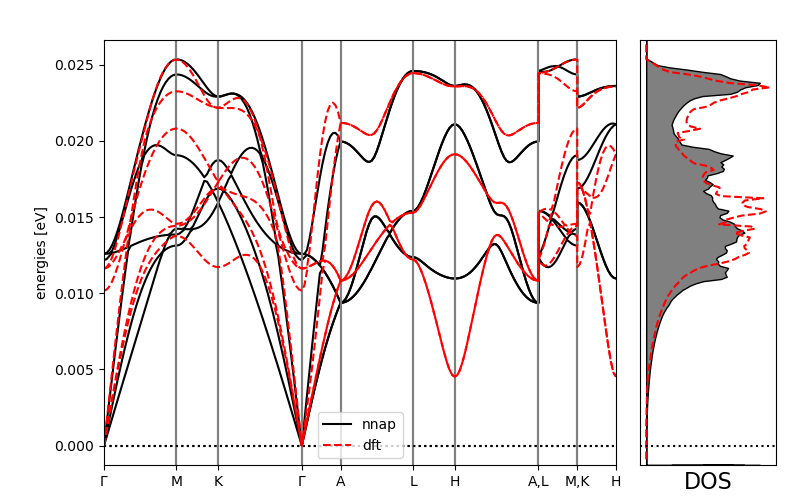 energies [eV]
0.025
0.020
0.015
0.010
0.005
0.000
nnap
dft
Γ M K Γ A L H A,L M,K H
DOS